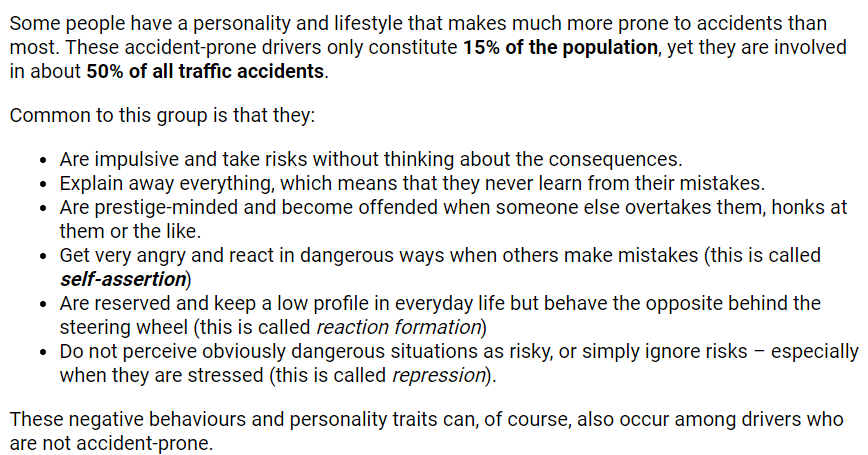 Some people have a personality and lifestyle that makes much more prone to accidents than
most. These accident-prone drivers only constitute 15% of the population, yet they are involved
in about 50% of all traffic accidents.
Common to this group is that they:
• Are impulsive and take risks without thinking about the consequences.
• Explain away everything, which means that they never learn from their mistakes.
• Are prestige-minded and become offended when someone else overtakes them, honks at
them or the like.
• Get very angry and react in dangerous ways when others make mistakes (this is called
self-assertion)
• Are reserved and keep a low profile in everyday life but behave the opposite behind the
steering wheel (this is called reaction formation)
• Do not perceive obviously dangerous situations as risky, or simply ignore risks – especially
when they are stressed (this is called repression).
These negative behaviours and personality traits can, of course, also occur among drivers who
are not accident-prone.